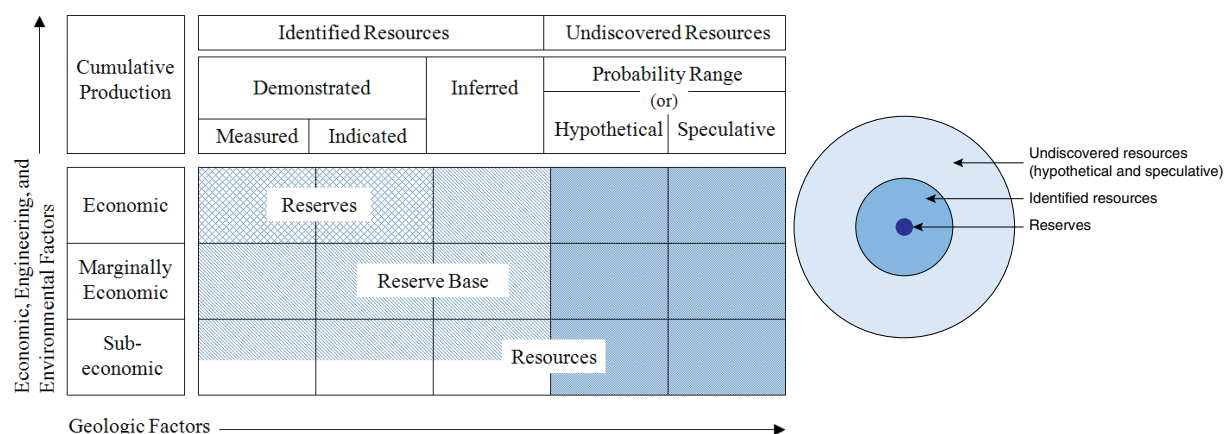 Economic, Engineering, and
Environmental Factors
Cumulative
Production
Identified Resources
Undiscovered Resources
Demonstrated
Inferred
Probability Range
(or)
Measured
Indicated
Hypothetical
Speculative
Economic
Reserves
Marginally
Economic
Reserve Base
Sub-
economic
Resources
Geologic Factors
Undiscovered resources
(hypothetical and speculative)
Identified resources
Reserves